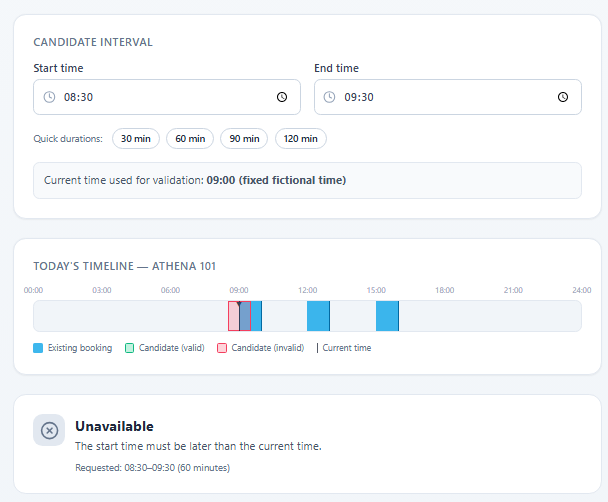 CANDIDATE INTERVAL
Start time End time
08:30 09:30
Quick durations: 30 min 60 min 90 min 120 min
Current time used for validation: 09:00 (fixed fictional time)
TODAY'S TIMELINE — ATHENA 101
00:00 03:00 06:00 09:00 12:00 15:00 18:00 21:00 24:00
Existing booking Candidate (valid) Candidate (invalid) Current time
Unavailable
The start time must be later than the current time.
Requested: 08:30–09:30 (60 minutes)